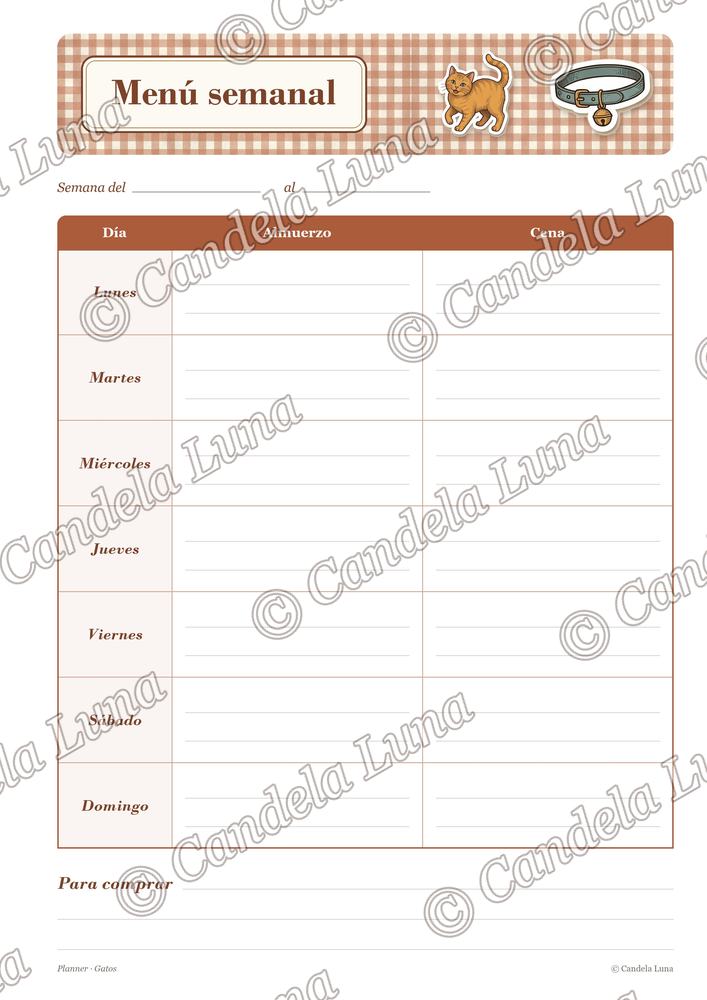 Menú semanal
Semana del al
Día Almuerzo Cena
Lunes
Martes
Miércoles
Jueves
Viernes
Sábado
Domingo
Para comprar
Planner · Gatos © Candela Luna
© Candela Luna